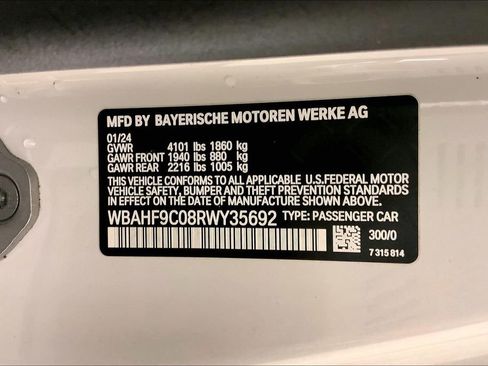 MFD BY BAYERISCHE MOTOREN WERKE AG
01/24
GVWR 4101 lbs 1860 kg
GAWR FRONT 1940 lbs 880 kg
GAWR REAR 2216 lbs 1005 kg
THIS VEHICLE CONFORMS TO ALL APPLICABLE U.S.FEDERAL MOTOR
VEHICLE SAFETY, BUMPER AND THEFT PREVENTION STANDARDS IN
EFFECT ON THE DATE OF MANUFACTURE SHOWN ABOVE.
WBAHF9C08RWY35692 TYPE: PASSENGER CAR
300/0
7 315 814